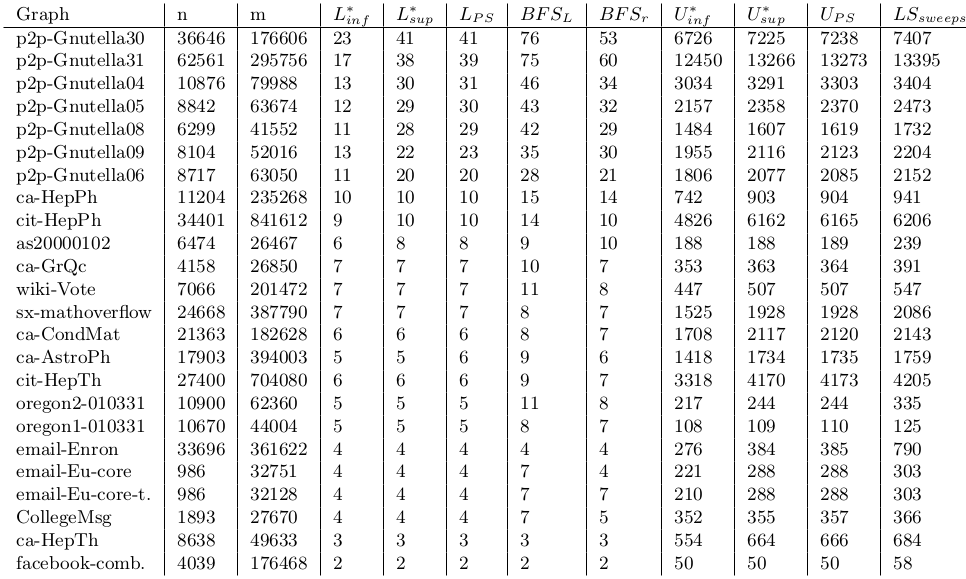 Graph n m L*inf L*sup LPS BFSL BFSr U*inf U*sup UPS LSsweeps
p2p-Gnutella30 36646 176606 23 41 41 76 53 6726 7225 7238 7407
p2p-Gnutella31 62561 295756 17 38 39 75 60 12450 13266 13273 13395
p2p-Gnutella04 10876 79988 13 30 31 46 34 3034 3291 3303 3404
p2p-Gnutella05 8842 63674 12 29 30 43 32 2157 2358 2370 2473
p2p-Gnutella08 6299 41552 11 28 29 42 29 1484 1607 1619 1732
p2p-Gnutella09 8104 52016 13 22 23 35 30 1955 2116 2123 2204
p2p-Gnutella06 8717 63050 11 20 20 28 21 1806 2077 2085 2152
ca-HepPh 11204 235268 10 10 10 15 14 742 903 904 941
cit-HepPh 34401 841612 9 10 10 14 10 4826 6162 6165 6206
as20000102 6474 26467 6 8 8 9 10 188 188 189 239
ca-GrQc 4158 26850 7 7 7 10 7 353 363 364 391
wiki-Vote 7066 201472 7 7 7 11 8 447 507 507 547
sx-mathoverflow 24668 387790 7 7 7 8 7 1525 1928 1928 2086
ca-CondMat 21363 182628 6 6 6 8 7 1708 2117 2120 2143
ca-AstroPh 17903 394003 5 5 6 9 6 1418 1734 1735 1759
cit-HepTh 27400 704080 6 6 6 9 7 3318 4170 4173 4205
oregon2-010331 10900 62360 5 5 5 11 8 217 244 244 335
oregon1-010331 10670 44004 5 5 5 8 7 108 109 110 125
email-Enron 33696 361622 4 4 4 4 4 276 384 385 790
email-Eu-core 986 32751 4 4 4 7 4 221 288 288 303
email-Eu-core-t. 986 32128 4 4 4 7 7 210 288 288 303
CollegeMsg 1893 27670 4 4 4 7 5 352 355 357 366
ca-HepTh 8638 49633 3 3 3 3 3 554 664 666 684
facebook-comb. 4039 176468 2 2 2 2 2 50 50 50 58